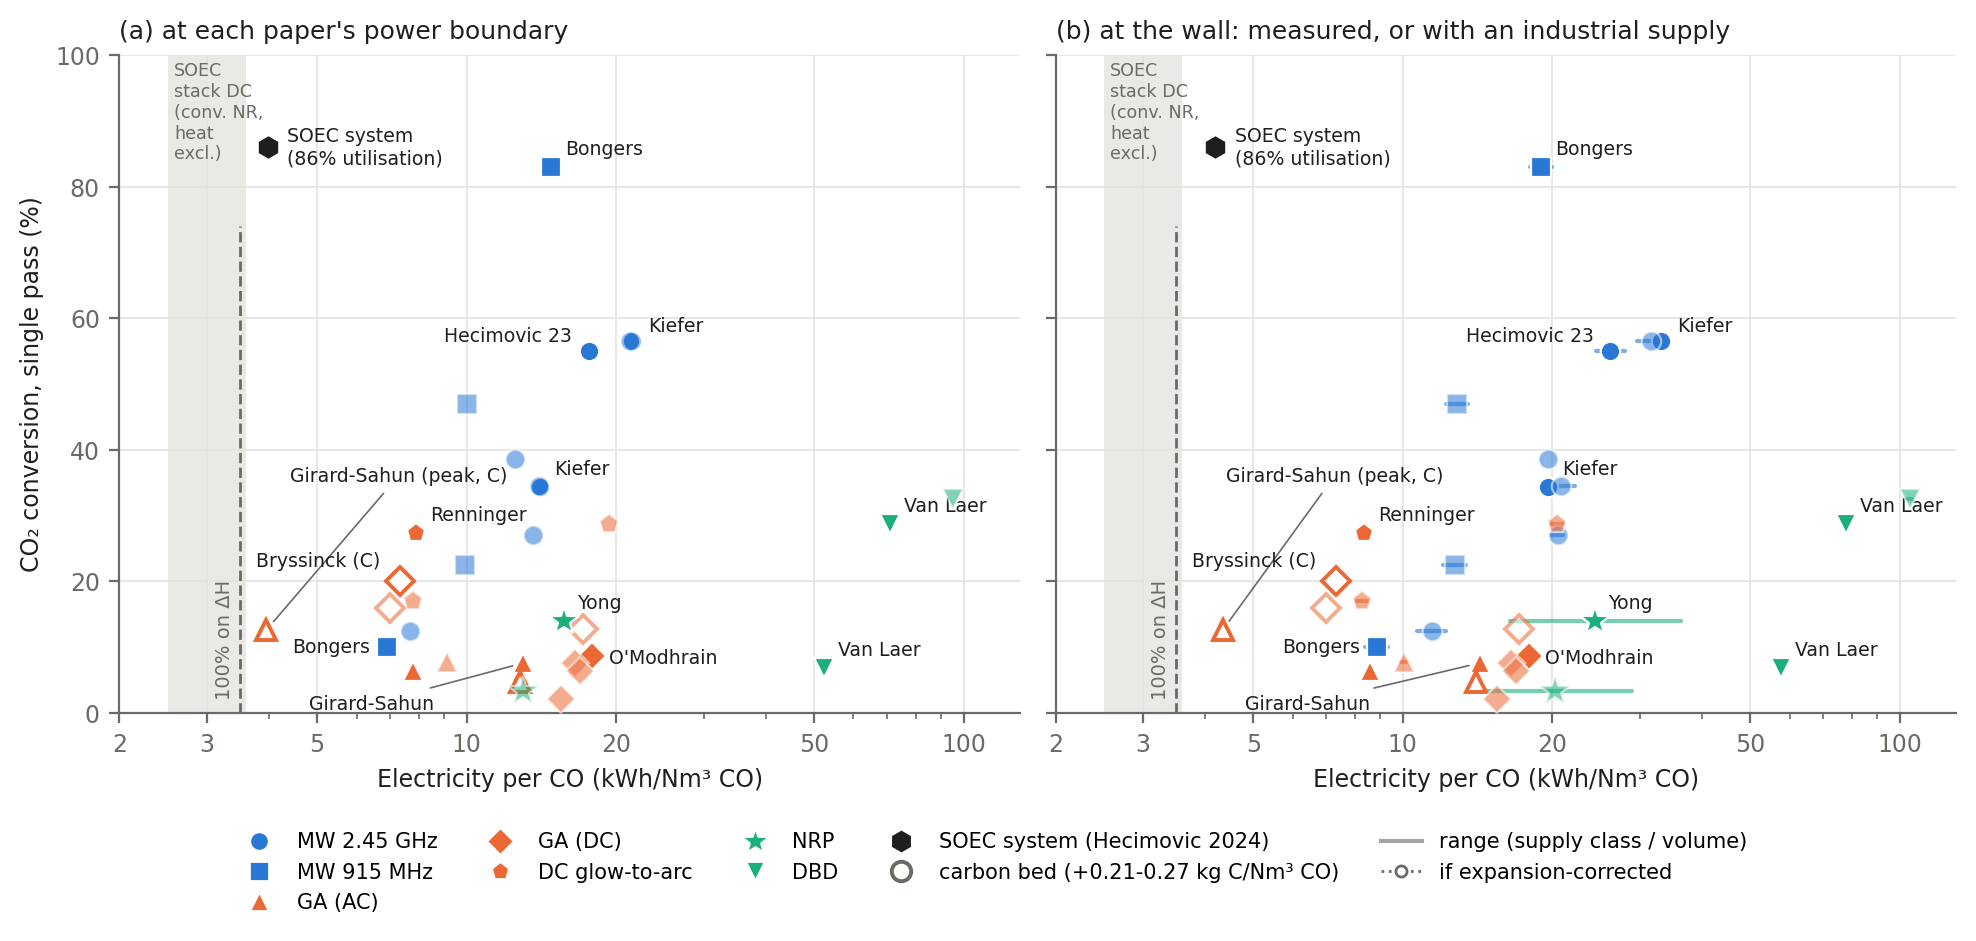 (a) at each paper's power boundary
100
80
60
40
20
0
CO₂ conversion, single pass (%)
SOEC
stack DC
(conv. NR,
heat
excl.)
SOEC system
(86% utilisation)
Bongers
Hecimovic 23
Kiefer
Girard-Sahun (peak, C)
Kiefer
Renninger
Van Laer
Bryssinck (C)
100% on ΔH
Yong
Bongers
O'Modhrain
Van Laer
Girard-Sahun
2
3
5
10
20
50
100
Electricity per CO (kWh/Nm³ CO)
(b) at the wall: measured, or with an industrial supply
SOEC
stack DC
(conv. NR,
heat
excl.)
SOEC system
(86% utilisation)
Bongers
Hecimovic 23
Kiefer
Girard-Sahun (peak, C)
Kiefer
Renninger
Van Laer
Bryssinck (C)
100% on ΔH
Yong
Bongers
O'Modhrain
Van Laer
Girard-Sahun
2
3
5
10
20
50
100
Electricity per CO (kWh/Nm³ CO)
MW 2.45 GHz
MW 915 MHz
GA (AC)
GA (DC)
DC glow-to-arc
NRP
DBD
SOEC system (Hecimovic 2024)
carbon bed (+0.21-0.27 kg C/Nm³ CO)
range (supply class / volume)
if expansion-corrected